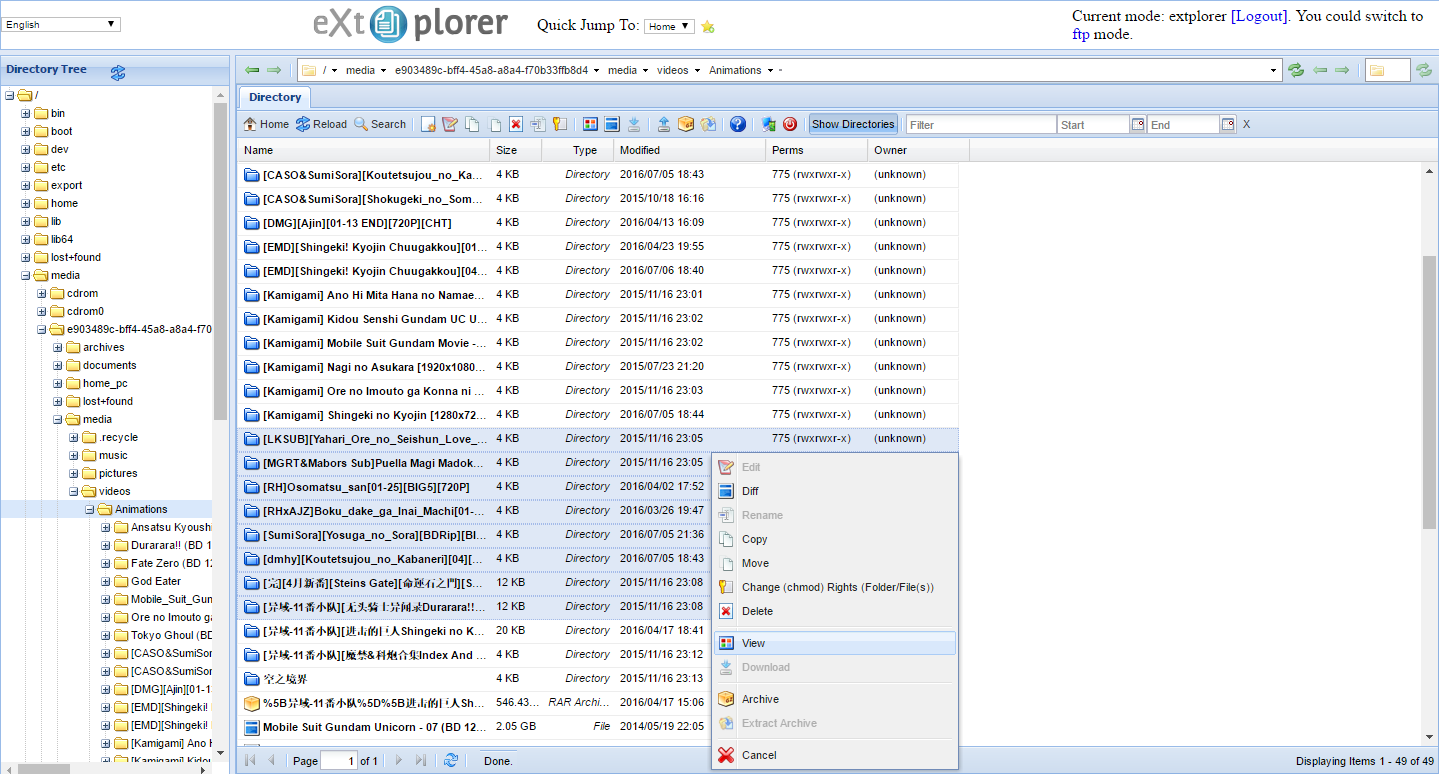 English
eXtplorer
Quick Jump To: Home
Current mode: extplorer [Logout]. You could switch to
ftp mode.
Directory Tree
/
bin
boot
dev
etc
export
home
lib
lib64
lost+found
media
cdrom
cdrom0
e903489c-bff4-45a8-a8a4-f70
archives
documents
home_pc
lost+found
media
.recycle
music
pictures
videos
Animations
Ansatsu Kyoushi
Durarara!! (BD 1
Fate Zero (BD 12
God Eater
Mobile_Suit_Gun
Ore no Imouto ga
Tokyo Ghoul (BD
[CASO&SumiSora
[CASO&SumiSora
[DMG][Ajin][01-1
[EMD][Shingeki!
[EMD][Shingeki!
[Kamigami] Ano H
[Kamigami] Kidou
/ media e903489c-bff4-45a8-a8a4-f70b33ffb8d4 media videos Animations -
Directory
Home Reload Search Show Directories Filter Start End X
Name Size Type Modified Perms Owner
[CASO&SumiSora][Koutetsujou_no_Ka... 4 KB Directory 2016/07/05 18:43 775 (rwxrwxr-x) (unknown)
[CASO&SumiSora][Shokugeki_no_Som... 4 KB Directory 2015/10/18 16:16 775 (rwxrwxr-x) (unknown)
[DMG][Ajin][01-13 END][720P][CHT] 4 KB Directory 2016/04/13 16:09 775 (rwxrwxr-x) (unknown)
[EMD][Shingeki! Kyojin Chuugakkou][01... 4 KB Directory 2016/04/23 19:55 775 (rwxrwxr-x) (unknown)
[EMD][Shingeki! Kyojin Chuugakkou][04... 4 KB Directory 2016/07/06 18:40 775 (rwxrwxr-x) (unknown)
[Kamigami] Ano Hi Mita Hana no Namae... 4 KB Directory 2015/11/16 23:01 775 (rwxrwxr-x) (unknown)
[Kamigami] Kidou Senshi Gundam UC U... 4 KB Directory 2015/11/16 23:02 775 (rwxrwxr-x) (unknown)
[Kamigami] Mobile Suit Gundam Movie -... 4 KB Directory 2015/11/16 23:02 775 (rwxrwxr-x) (unknown)
[Kamigami] Nagi no Asukara [1920x1080... 4 KB Directory 2015/07/23 21:20 775 (rwxrwxr-x) (unknown)
[Kamigami] Ore no Imouto ga Konna ni ... 4 KB Directory 2015/11/16 23:03 775 (rwxrwxr-x) (unknown)
[Kamigami] Shingeki no Kyojin [1280x72... 4 KB Directory 2016/07/05 18:44 775 (rwxrwxr-x) (unknown)
[LKSUB][Yahari_Ore_no_Seishun_Love_... 4 KB Directory 2015/11/16 23:05 775 (rwxrwxr-x) (unknown)
[MGRT&Mabors Sub]Puella Magi Madok... 4 KB Directory 2015/11/16 23:05
[RH]Osomatsu_san[01-25][BIG5][720P] 4 KB Directory 2016/04/02 17:52
[RHxAJZ]Boku_dake_ga_Inai_Machi[01-... 4 KB Directory 2016/03/26 19:47
[SumiSora][Yosuga_no_Sora][BDRip][BI... 4 KB Directory 2016/07/05 21:36
[dmhy][Koutetsujou_no_Kabaneri][04][... 4 KB Directory 2016/07/05 18:43
[完][4月新番][Steins Gate][命運石之門][S... 12 KB Directory 2015/11/16 23:08
[异域-11番小队][无头骑士异闻录Durarara!!... 12 KB Directory 2015/11/16 23:08
[异域-11番小队][进击的巨人Shingeki no K... 20 KB Directory 2016/04/17 18:41
[异域-11番小队][魔禁&科炮合集Index And ... 4 KB Directory 2015/11/16 23:12
空之境界 4 KB Directory 2015/11/16 23:13
%5B异域-11番小队%5D%5B进击的巨人Sh... 546.43... RAR Archi... 2016/04/17 15:06
Mobile Suit Gundam Unicorn - 07 (BD 12... 2.05 GB File 2014/05/19 22:05
Edit
Diff
Rename
Copy
Move
Change (chmod) Rights (Folder/File(s))
Delete
View
Download
Archive
Extract Archive
Cancel
Page 1 of 1 Done. Displaying Items 1 - 49 of 49